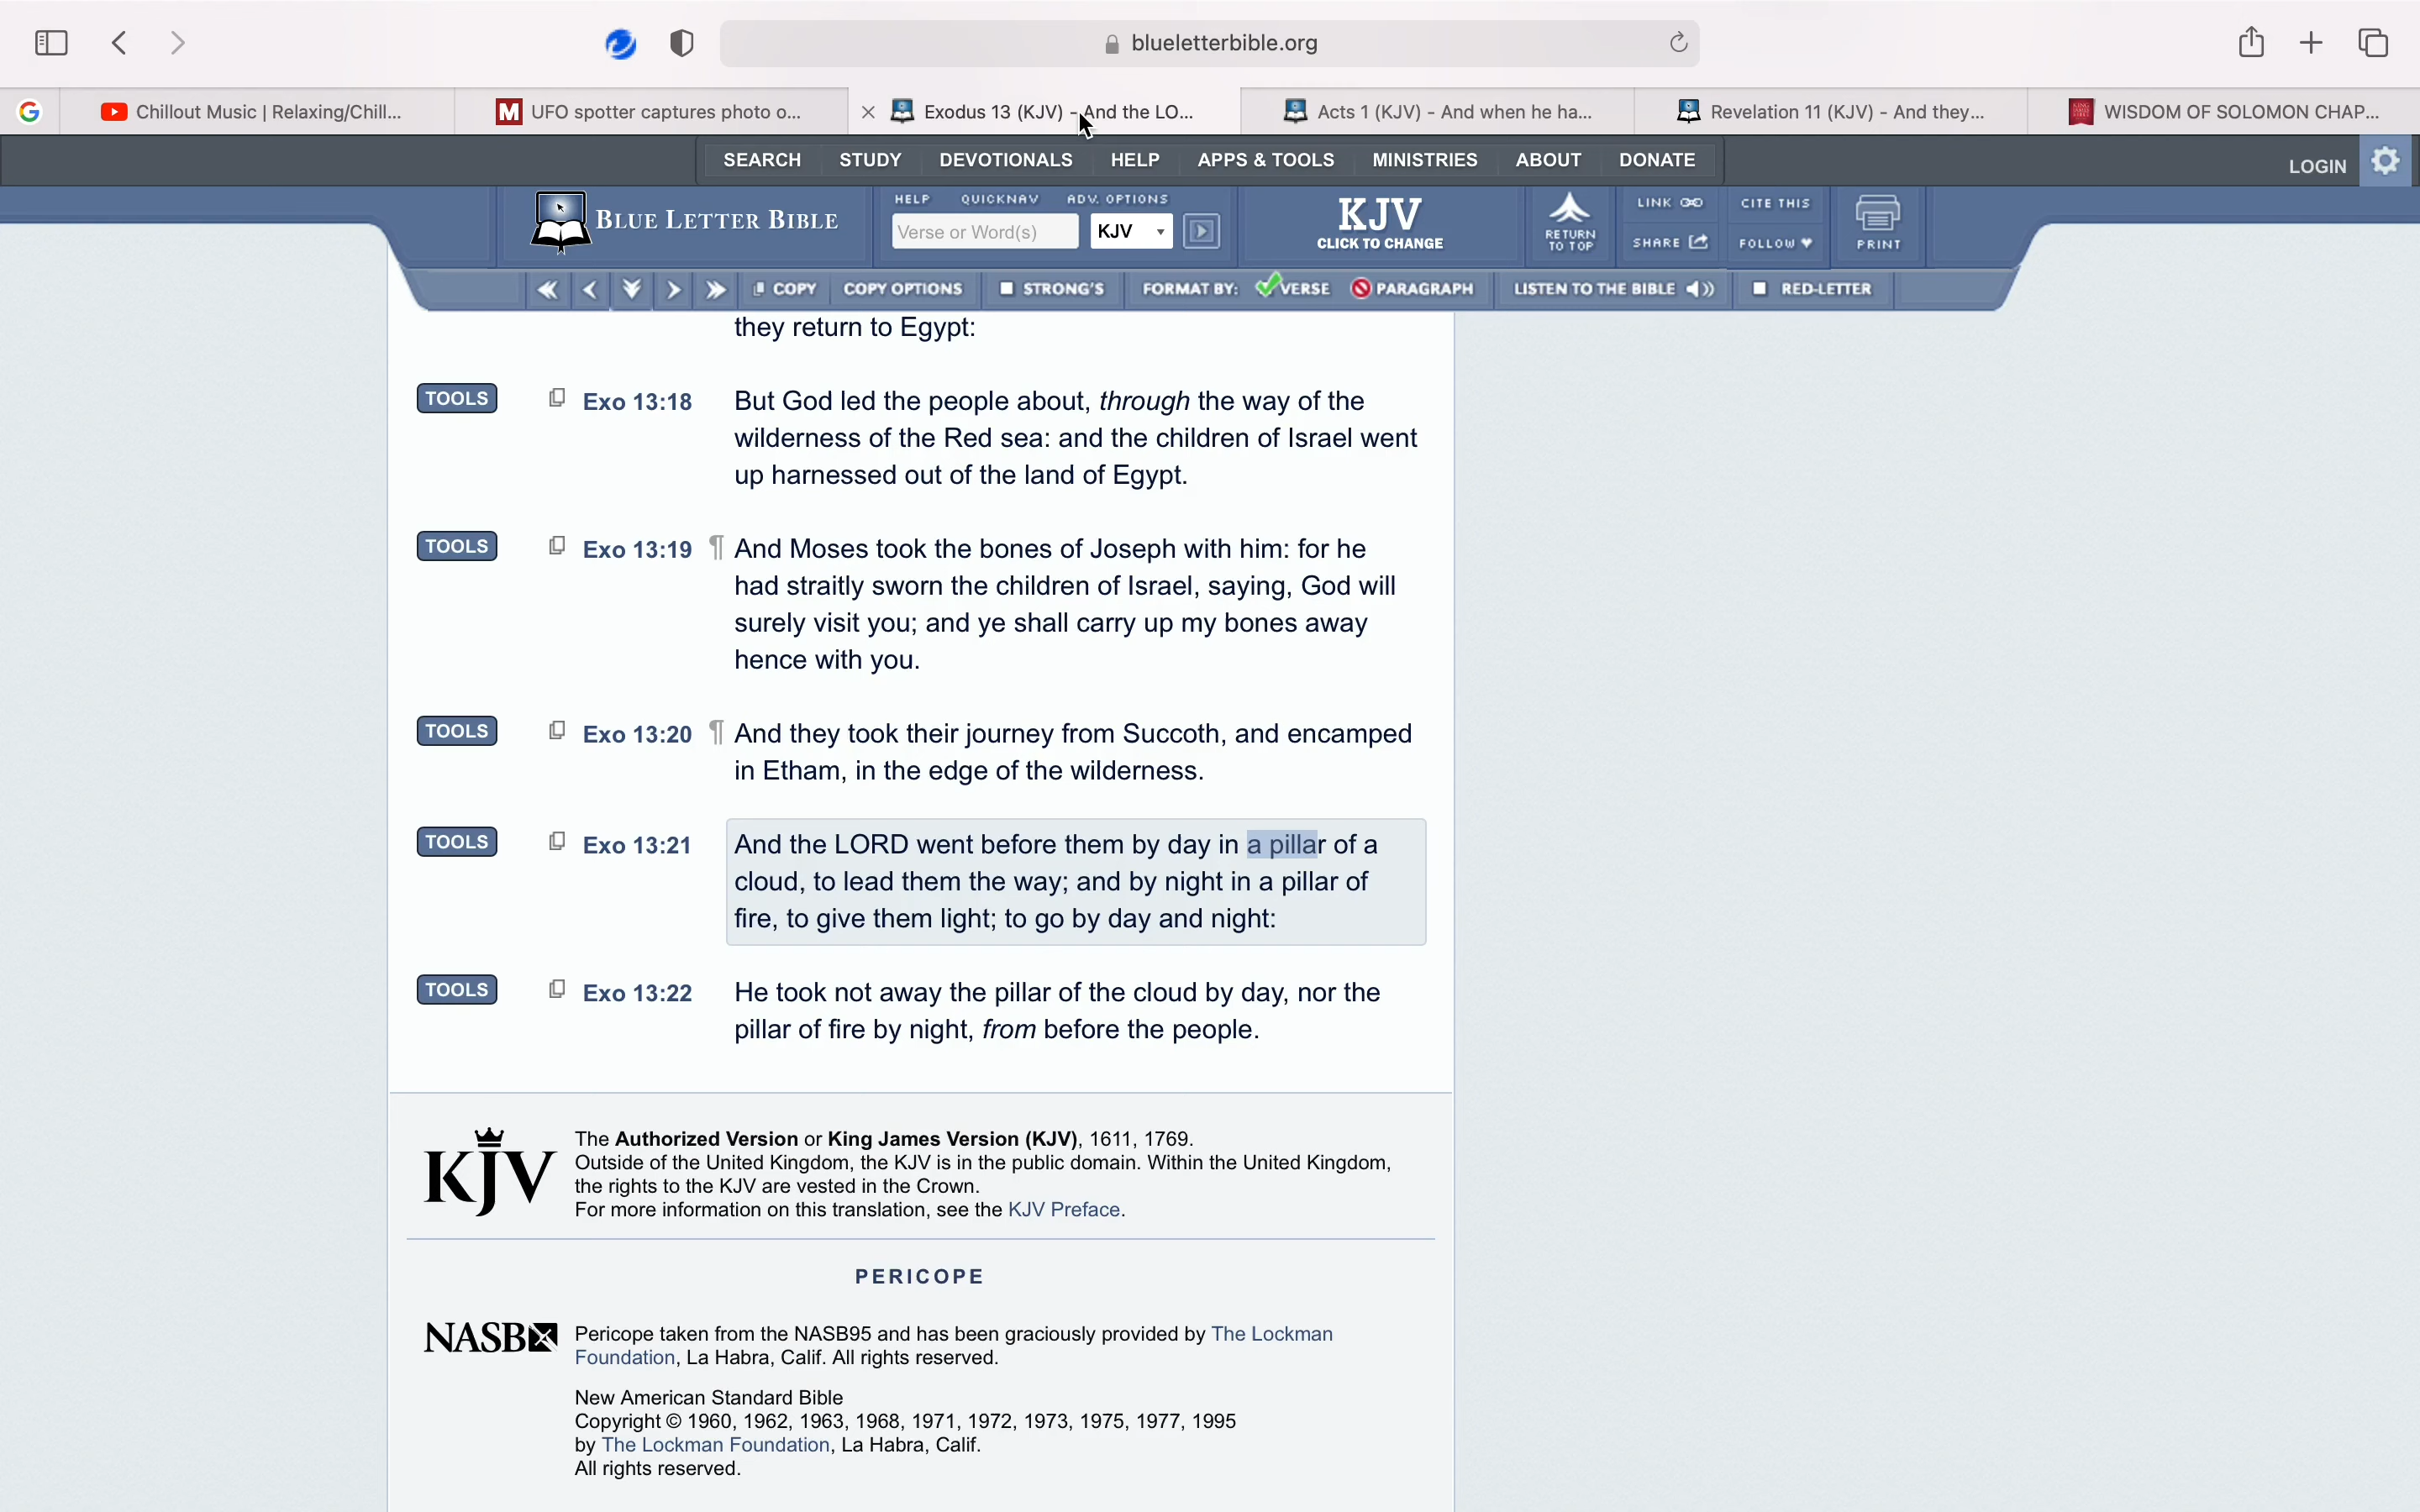 blueletterbible.org
Chillout Music | Relaxing/Chill...
UFO spotter captures photo o...
Exodus 13 (KJV) - And the LO...
Acts 1 (KJV) - And when he ha...
Revelation 11 (KJV) - And they...
WISDOM OF SOLOMON CHAP...
SEARCH STUDY DEVOTIONALS HELP APPS & TOOLS MINISTRIES ABOUT DONATE
LOGIN
BLUE LETTER BIBLE
HELP QUICKNAV ADV. OPTIONS
Verse or Word(s) KJV
KJV
CLICK TO CHANGE
RETURN
TO TOP
LINK
SHARE
CITE THIS
FOLLOW
PRINT
COPY COPY OPTIONS STRONG'S FORMAT BY: VERSE PARAGRAPH LISTEN TO THE BIBLE RED-LETTER
they return to Egypt:
TOOLS Exo 13:18 But God led the people about, through the way of the
wilderness of the Red sea: and the children of Israel went
up harnessed out of the land of Egypt.
TOOLS Exo 13:19 ¶ And Moses took the bones of Joseph with him: for he
had straitly sworn the children of Israel, saying, God will
surely visit you; and ye shall carry up my bones away
hence with you.
TOOLS Exo 13:20 ¶ And they took their journey from Succoth, and encamped
in Etham, in the edge of the wilderness.
TOOLS Exo 13:21 And the LORD went before them by day in a pillar of a
cloud, to lead them the way; and by night in a pillar of
fire, to give them light; to go by day and night:
TOOLS Exo 13:22 He took not away the pillar of the cloud by day, nor the
pillar of fire by night, from before the people.
KJV
The Authorized Version or King James Version (KJV), 1611, 1769.
Outside of the United Kingdom, the KJV is in the public domain. Within the United Kingdom,
the rights to the KJV are vested in the Crown.
For more information on this translation, see the KJV Preface.
PERICOPE
NASB
Pericope taken from the NASB95 and has been graciously provided by The Lockman
Foundation, La Habra, Calif. All rights reserved.
New American Standard Bible
Copyright © 1960, 1962, 1963, 1968, 1971, 1972, 1973, 1975, 1977, 1995
by The Lockman Foundation, La Habra, Calif.
All rights reserved.